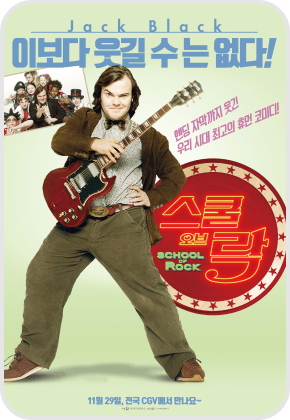 Jack Black
이보다 웃길 수는 없다!
엔딩 자막까지 웃긴
우리 시대 최고의 휴먼 코미디!
스쿨
오브
락
SCHOOL
OF
ROCK
11월 29일, 전국 CGV에서 만나요~